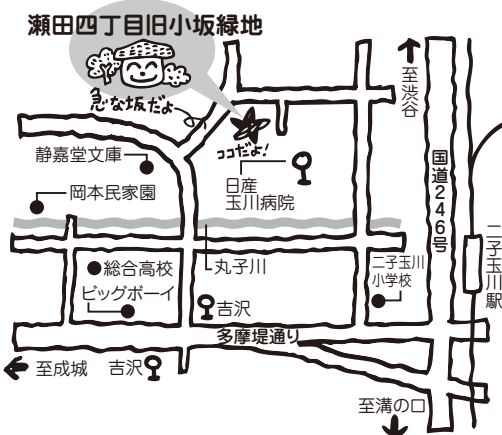 瀬田四丁目旧小坂緑地
急な坂だよ
ココだよ!
至渋谷
静嘉堂文庫
岡本民家園
日産
玉川病院
国道246号
二子玉川駅
丸子川
総合高校
ビッグボーイ
吉沢
二子玉川
小学校
多摩堤通り
至成城
吉沢
至溝の口